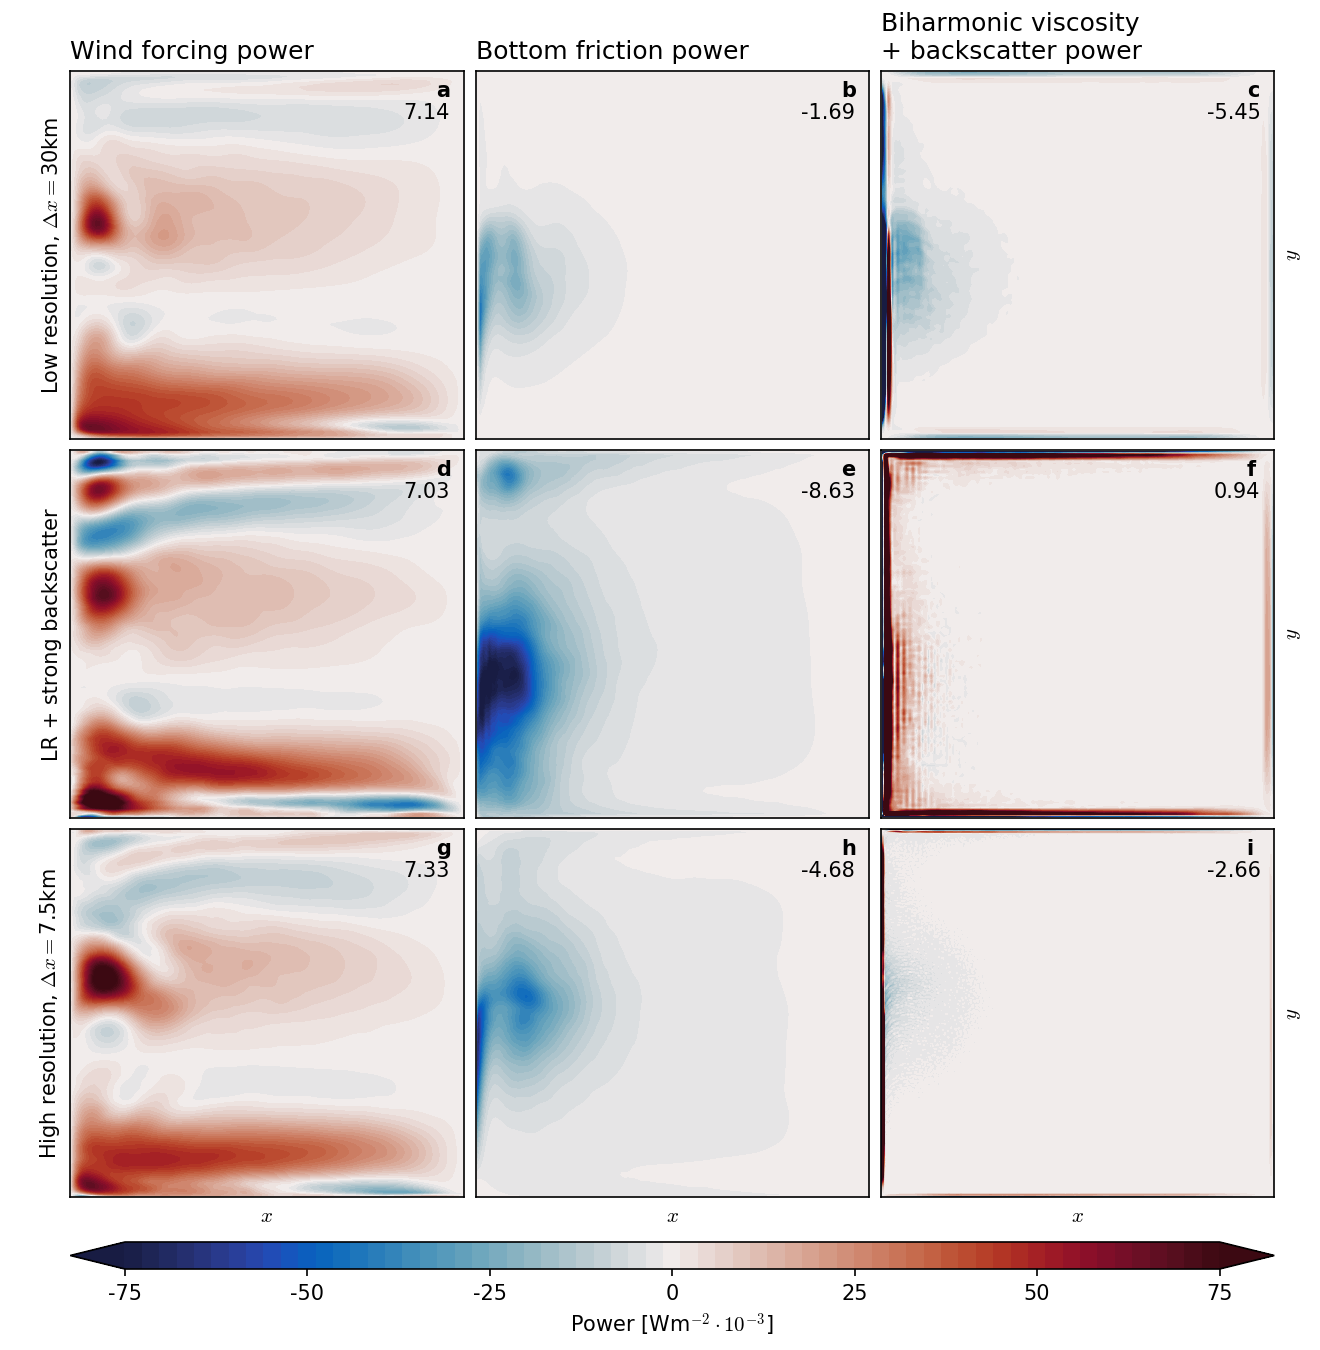 Wind forcing power
Bottom friction power
Biharmonic viscosity
+ backscatter power
Low resolution, Δx = 30km
a
7.14
b
-1.69
c
-5.45
y
LR + strong backscatter
d
7.03
e
-8.63
f
0.94
y
High resolution, Δx = 7.5km
g
7.33
h
-4.68
i
-2.66
y
x
x
x
-75
-50
-25
0
25
50
75
Power [Wm⁻² · 10⁻³]